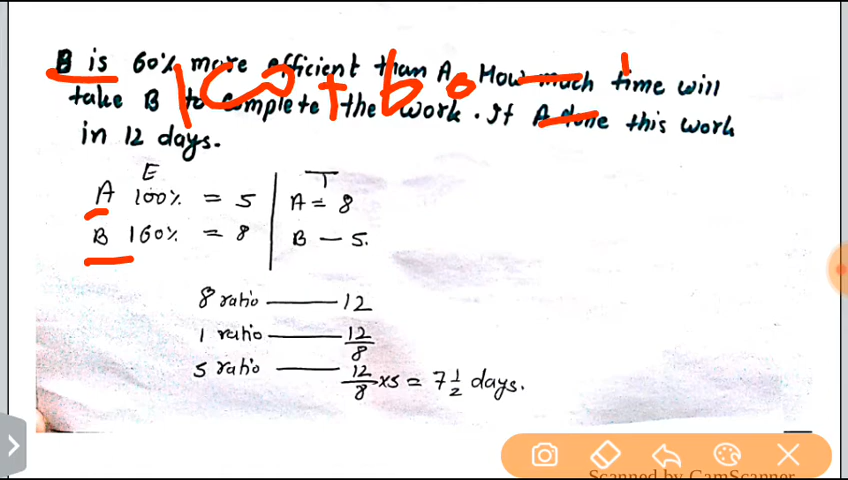 B is 60% more efficient than A. How much time will
take B to complete the work. If A done this work
in 12 days.
E T
A 100% = 5 A = 8
B 160% = 8 B – 5.
8 ratio — 12
1 ratio — 12/8
5 ratio — 12/8 x5 = 7 1/2 days.
100 + 60
Scanned by CamScanner